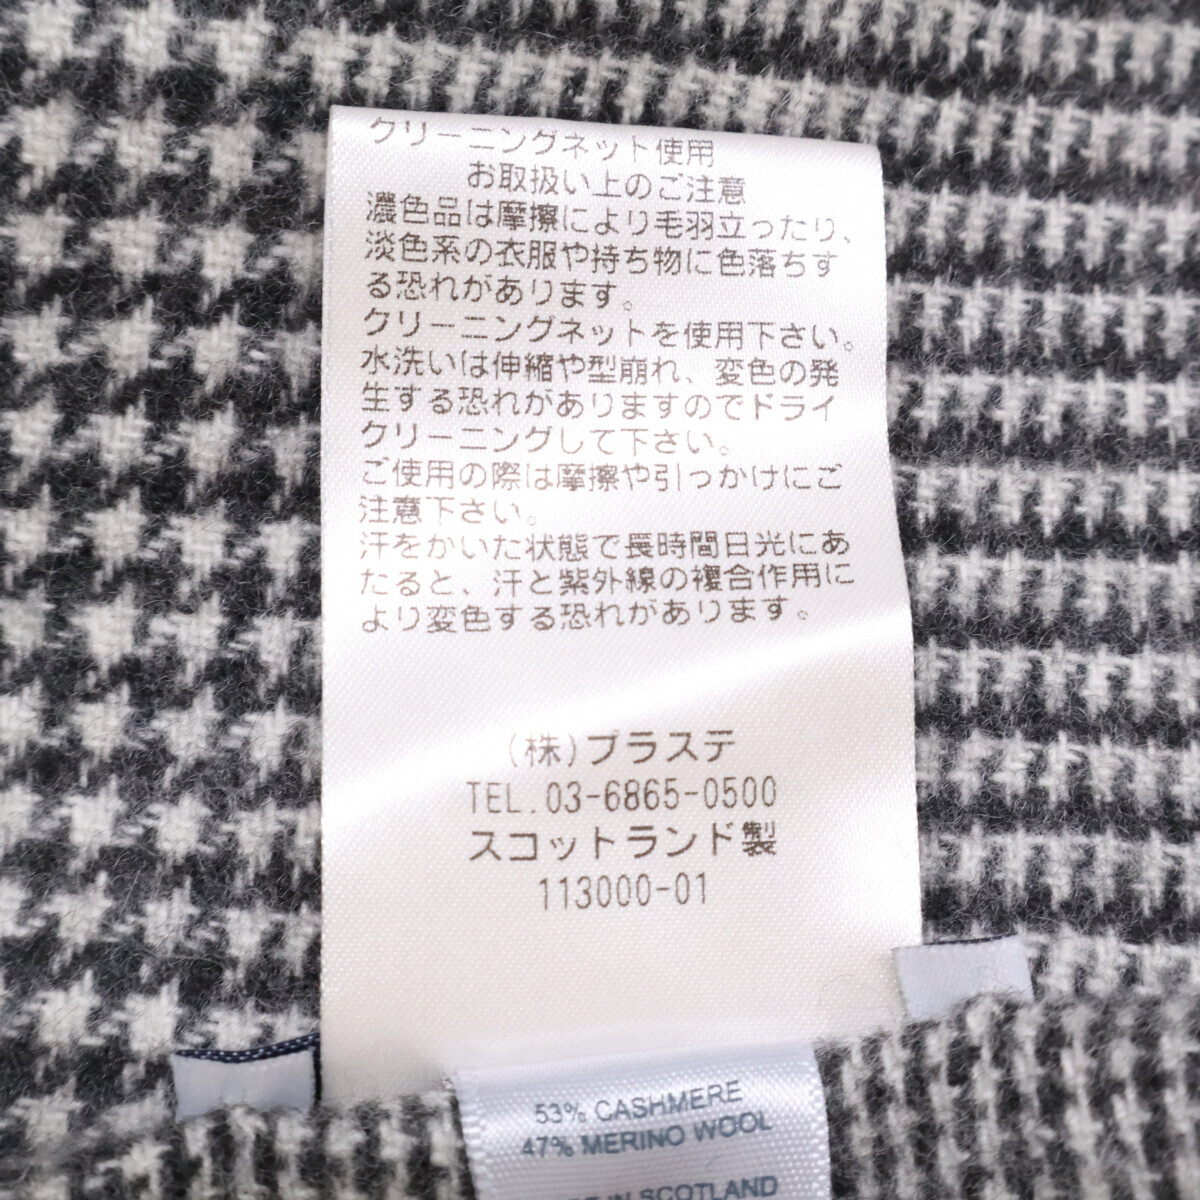 クリーニングネット使用
お取扱い上のご注意
濃色品は摩擦により毛羽立ったり、
淡色系の衣服や持ち物に色落ちす
る恐れがあります。
クリーニングネットを使用下さい。
水洗いは伸縮や型崩れ、変色の発
生する恐れがありますのでドライ
クリーニングして下さい。
ご使用の際は摩擦や引っかけにご
注意下さい。
汗をかいた状態で長時間日光にあ
たると、汗と紫外線の複合作用に
より変色する恐れがあります。
(株)プラステ
TEL.03-6865-0500
スコットランド製
113000-01
53% CASHMERE
47% MERINO WOOL
IN SCOTLAND